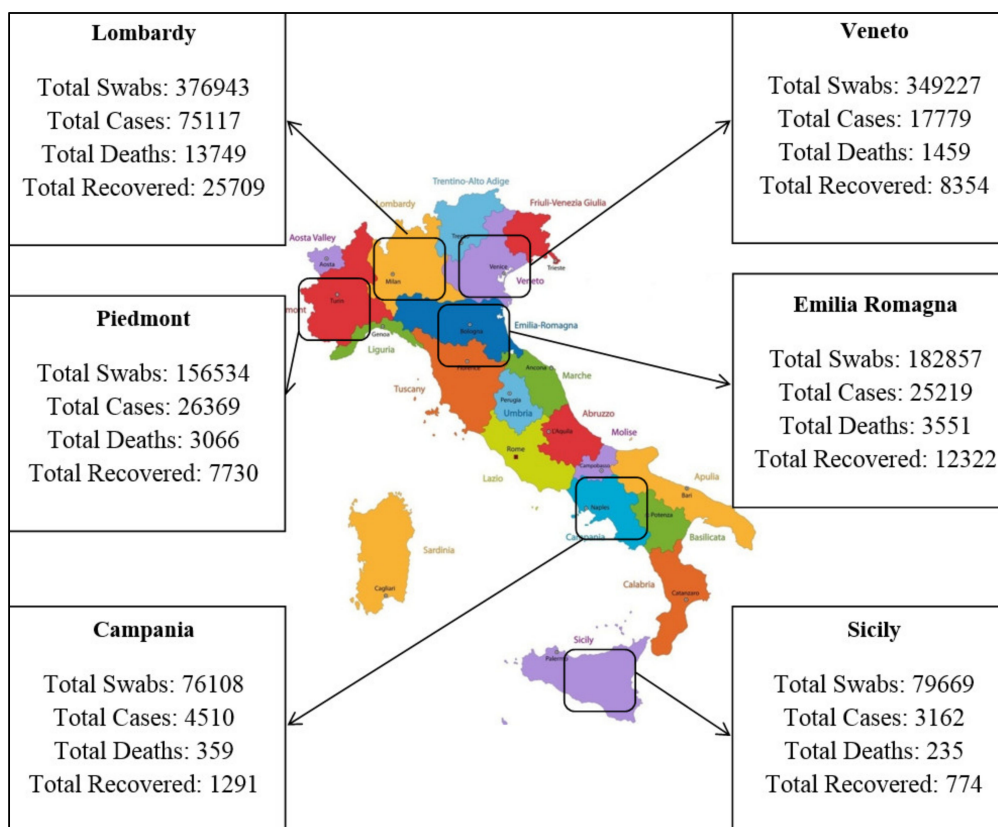 Lombardy
Total Swabs: 376943
Total Cases: 75117
Total Deaths: 13749
Total Recovered: 25709
Veneto
Total Swabs: 349227
Total Cases: 17779
Total Deaths: 1459
Total Recovered: 8354
Piedmont
Total Swabs: 156534
Total Cases: 26369
Total Deaths: 3066
Total Recovered: 7730
Emilia Romagna
Total Swabs: 182857
Total Cases: 25219
Total Deaths: 3551
Total Recovered: 12322
Campania
Total Swabs: 76108
Total Cases: 4510
Total Deaths: 359
Total Recovered: 1291
Sicily
Total Swabs: 79669
Total Cases: 3162
Total Deaths: 235
Total Recovered: 774
Trentino-Alto Adige
Lombardy
Friuli-Venezia Giulia
Aosta Valley
Trento
Aosta
Venice
Trieste
Milan
Veneto
Turin
mont
Genoa
Bologna
Emilia-Romagna
Liguria
Florence
Ancona
Marche
Tuscany
Perugia
Umbria
Abruzzo
L'Aquila
Molise
Rome
Campobasso
Lazio
Apulia
Bari
Naples
Potenza
Campania
Basilicata
Sardinia
Calabria
Cagliari
Catanzaro
Sicily
Palermo